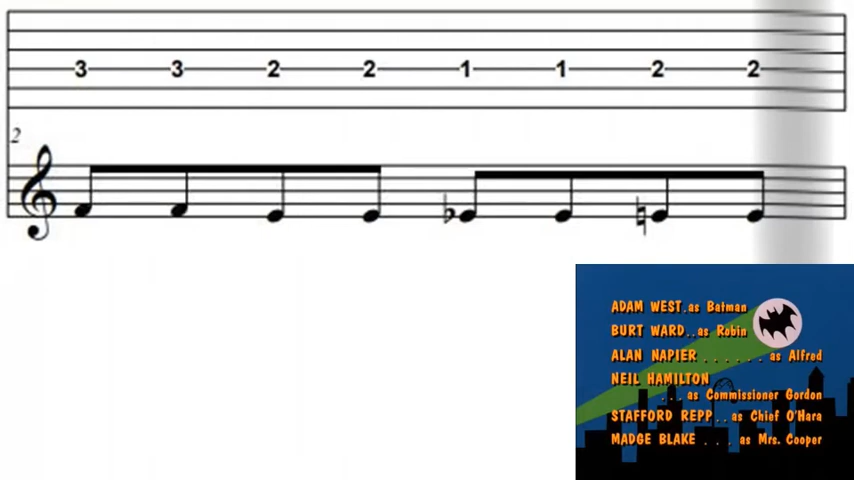 3 3 2 2 1 1 2 2
2
ADAM WEST.as Batman
BURT WARD..as Robin
ALAN NAPIER ...... as Alfred
NEIL HAMILTON
...as Commissioner Gordon
STAFFORD REPP..as Chief O'Hara
MADGE BLAKE ... as Mrs. Cooper